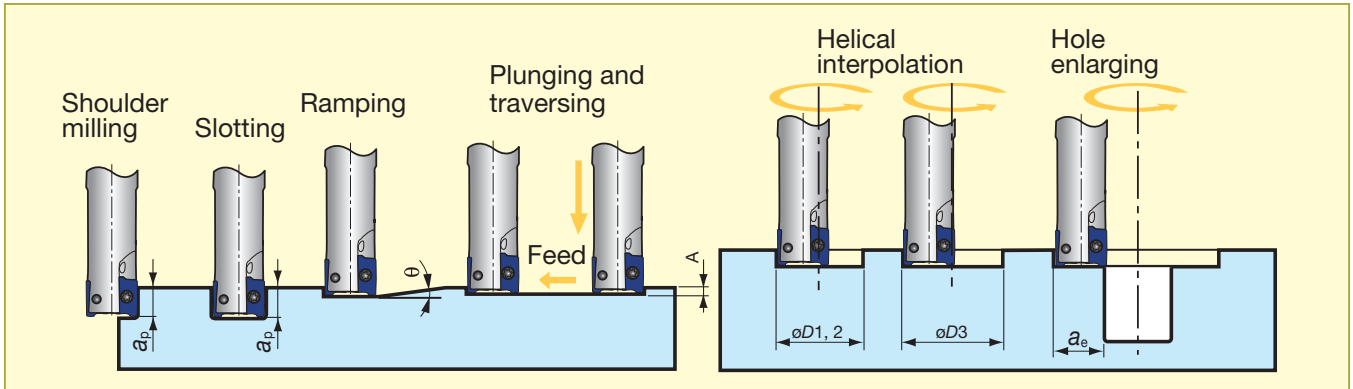 Shoulder
milling
Slotting
Ramping
Plunging and
traversing
Helical
interpolation
Hole
enlarging
θ
Feed
A
ap
ap
øD1, 2
øD3
ae